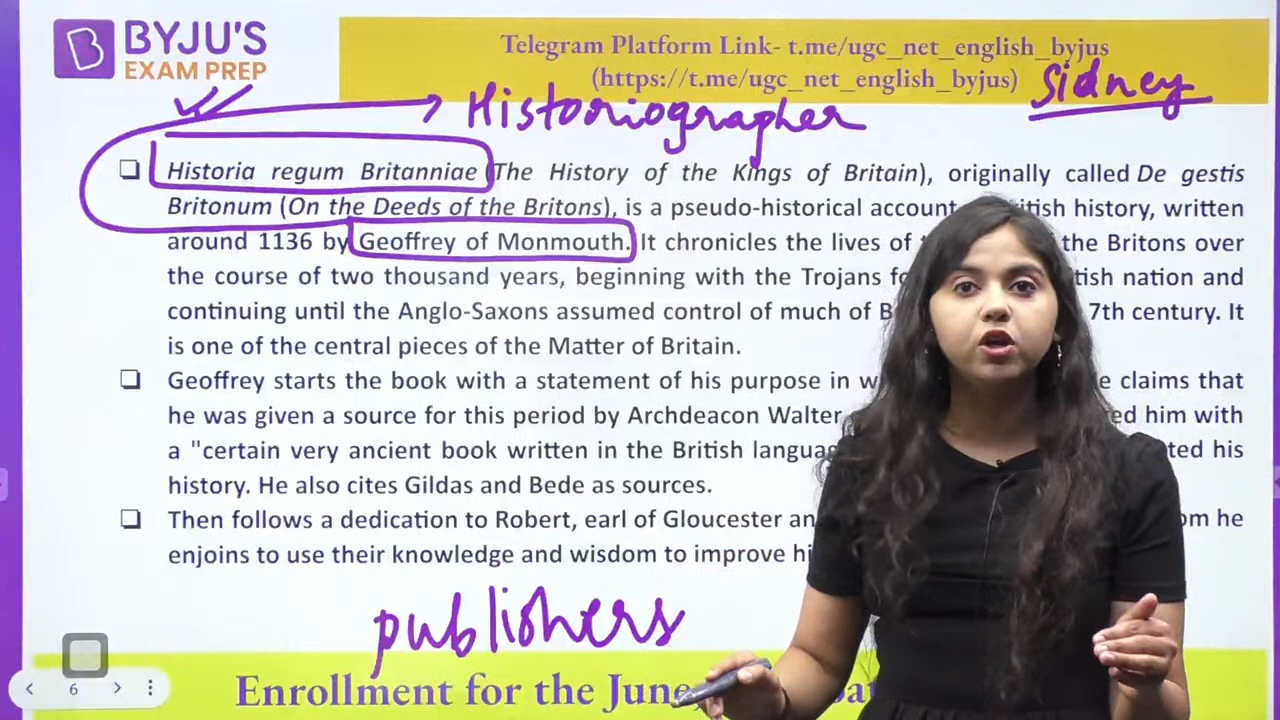 BYJU'S
EXAM PREP
Telegram Platform Link- t.me/ugc_net_english_byjus
(https://t.me/ugc_net_english_byjus)
Sidney
Historiographer
Historia regum Britanniae (The History of the Kings of Britain), originally called De gestis
Britonum (On the Deeds of the Britons), is a pseudo-historical account history, written
around 1136 by Geoffrey of Monmouth. It chronicles the lives of the Britons over
the course of two thousand years, beginning with the Trojans nation and
continuing until the Anglo-Saxons assumed control of much of 7th century. It
is one of the central pieces of the Matter of Britain.
Geoffrey starts the book with a statement of his purpose in claims that
he was given a source for this period by Archdeacon Walter him with
a "certain very ancient book written in the British his
history. He also cites Gildas and Bede as sources.
Then follows a dedication to Robert, earl of Gloucester he
enjoins to use their knowledge and wisdom to improve
publishers
6
Enrollment for the June